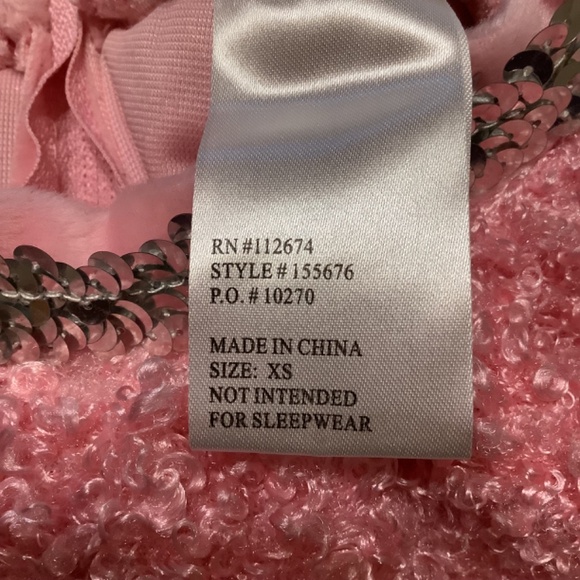 RN #112674
STYLE # 155676
P.O. # 10270
MADE IN CHINA
SIZE: XS
NOT INTENDED
FOR SLEEPWEAR